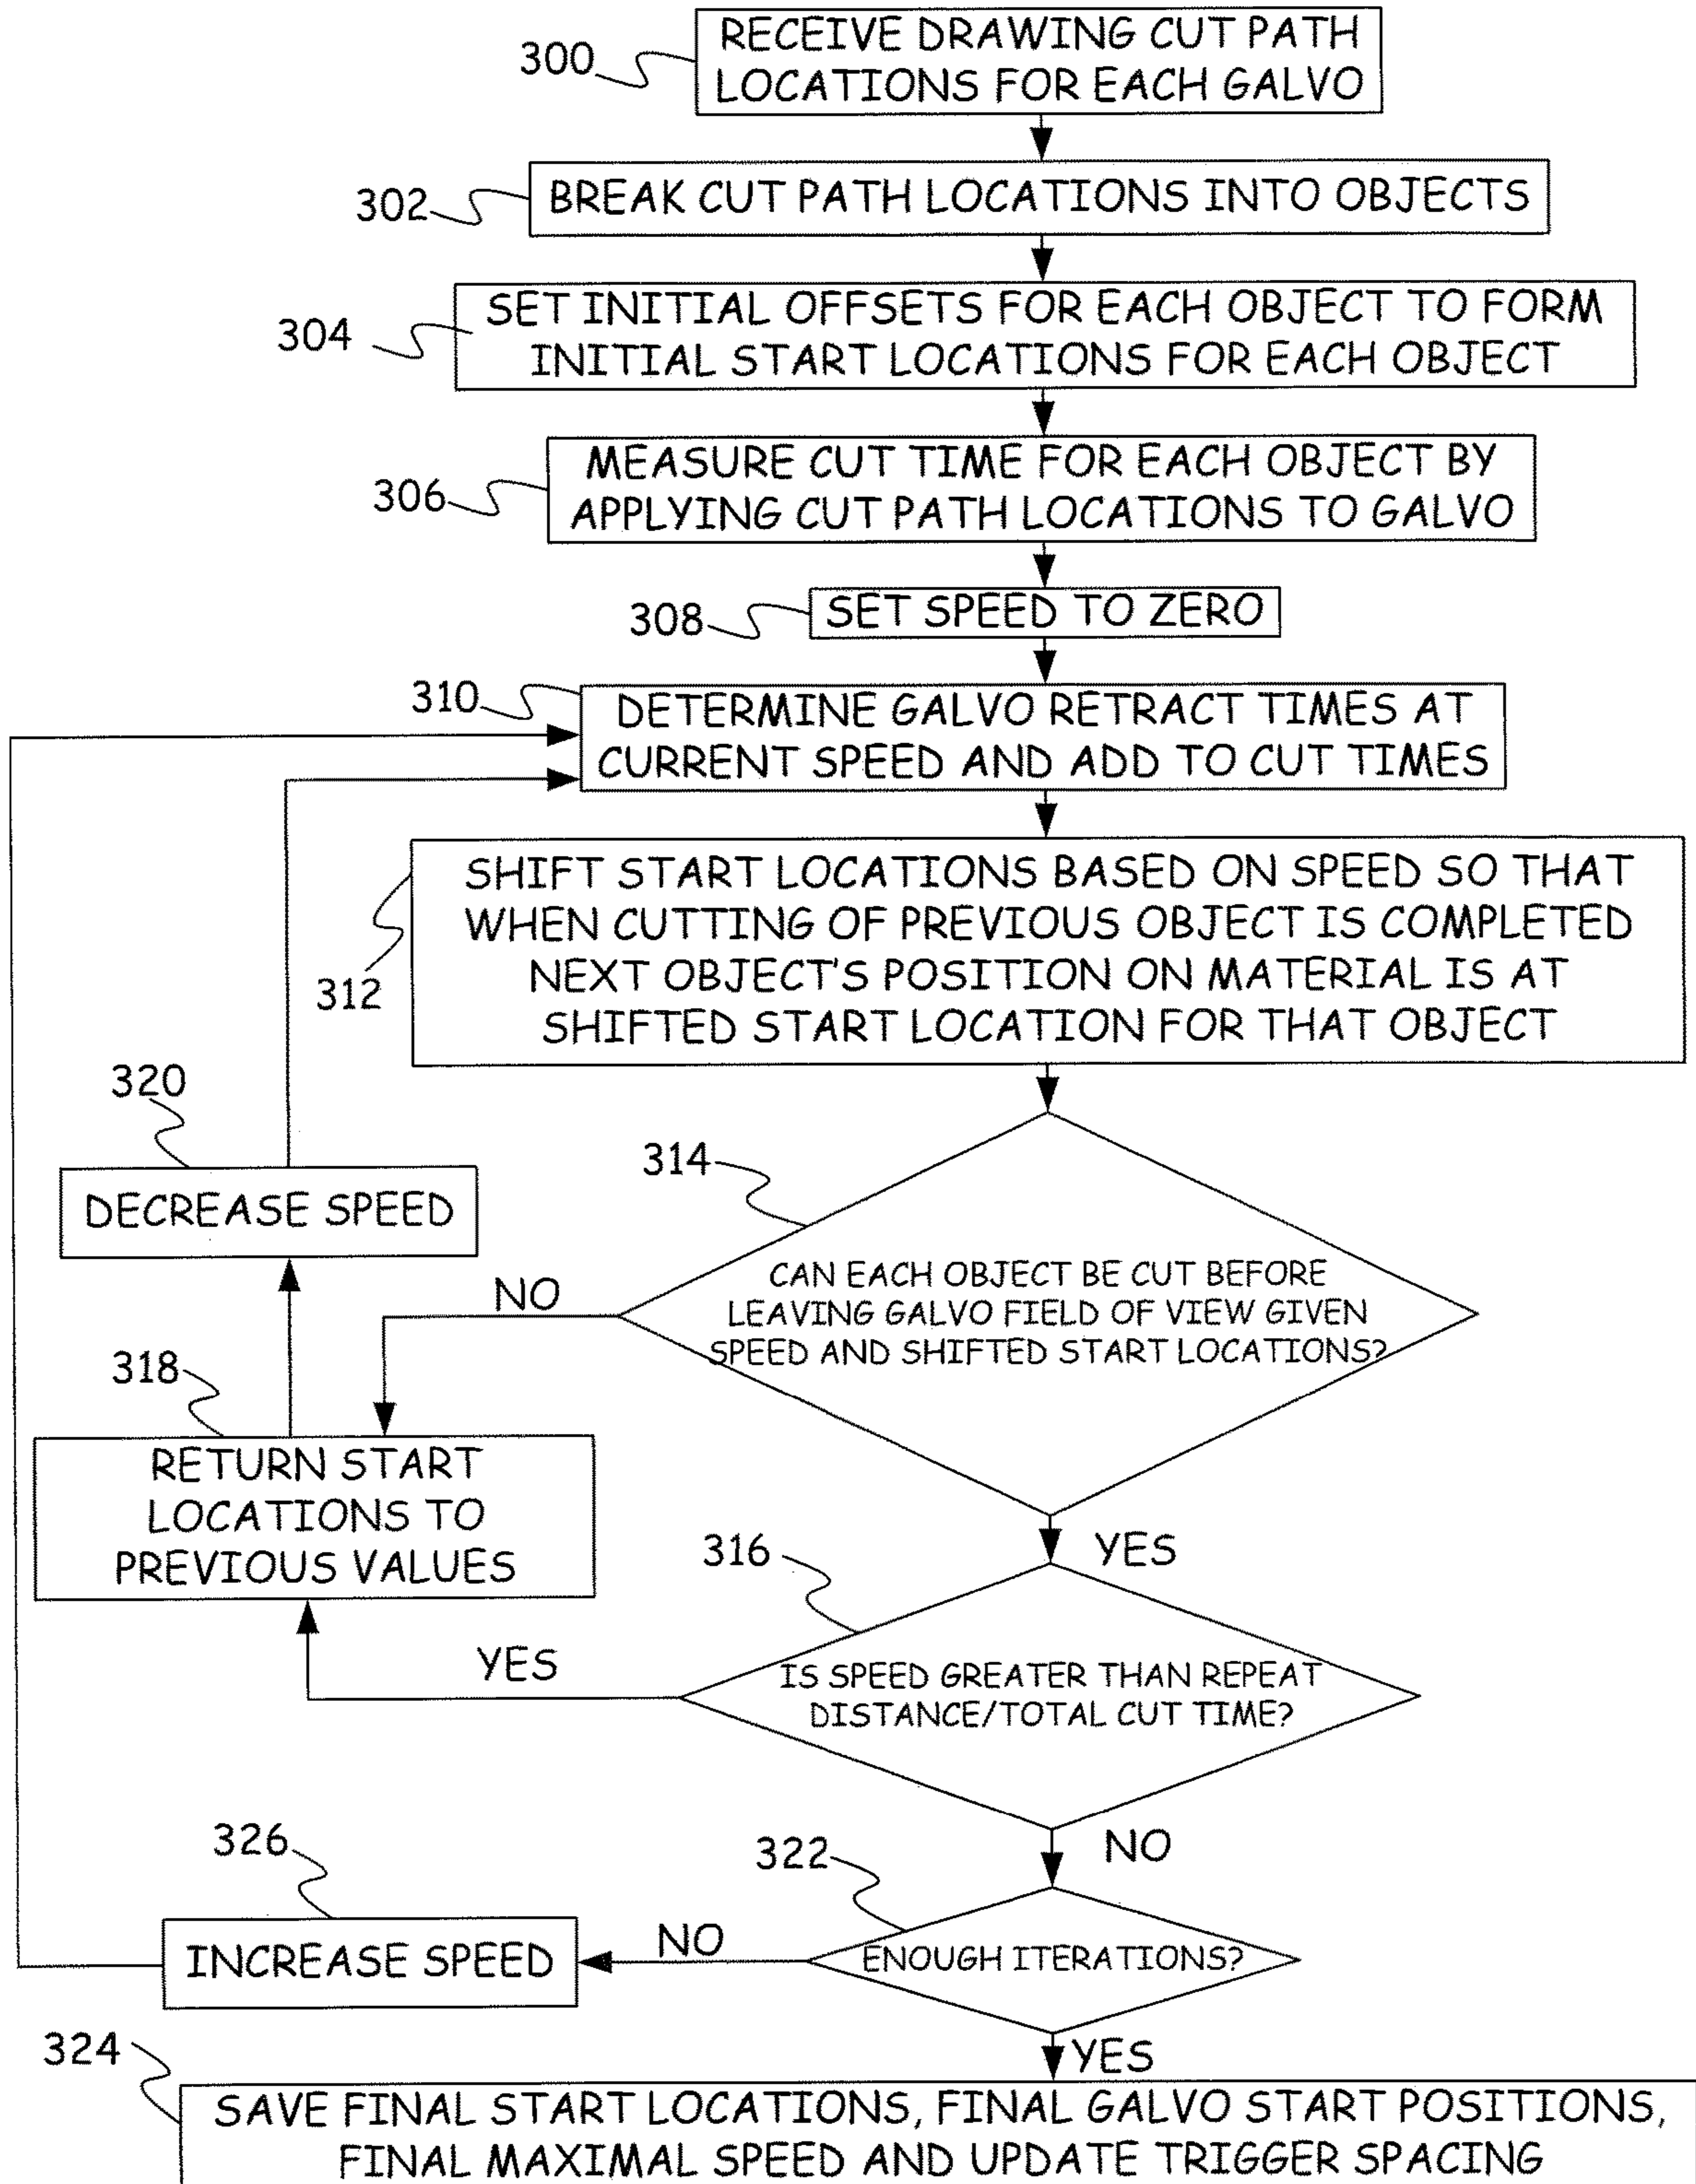 300
RECEIVE DRAWING CUT PATH
LOCATIONS FOR EACH GALVO
302
BREAK CUT PATH LOCATIONS INTO OBJECTS
304
SET INITIAL OFFSETS FOR EACH OBJECT TO FORM
INITIAL START LOCATIONS FOR EACH OBJECT
306
MEASURE CUT TIME FOR EACH OBJECT BY
APPLYING CUT PATH LOCATIONS TO GALVO
308
SET SPEED TO ZERO
310
DETERMINE GALVO RETRACT TIMES AT
CURRENT SPEED AND ADD TO CUT TIMES
312
SHIFT START LOCATIONS BASED ON SPEED SO THAT
WHEN CUTTING OF PREVIOUS OBJECT IS COMPLETED
NEXT OBJECT'S POSITION ON MATERIAL IS AT
SHIFTED START LOCATION FOR THAT OBJECT
320
DECREASE SPEED
314
CAN EACH OBJECT BE CUT BEFORE
LEAVING GALVO FIELD OF VIEW GIVEN
SPEED AND SHIFTED START LOCATIONS?
NO
318
RETURN START
LOCATIONS TO
PREVIOUS VALUES
YES
316
IS SPEED GREATER THAN REPEAT
DISTANCE/TOTAL CUT TIME?
YES
NO
326
INCREASE SPEED
322
ENOUGH ITERATIONS?
NO
YES
324
SAVE FINAL START LOCATIONS, FINAL GALVO START POSITIONS,
FINAL MAXIMAL SPEED AND UPDATE TRIGGER SPACING